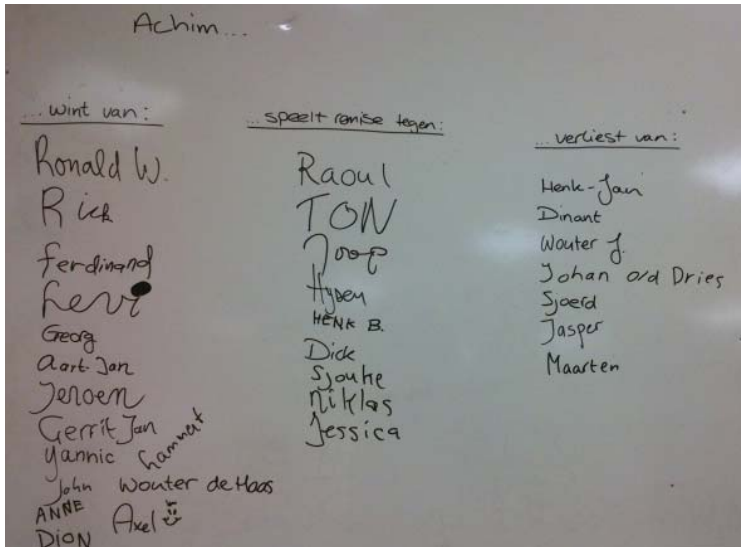 Achim...
... wint van:
Ronald W.
Rick
Ferdinand
Levi
Georg
Aart-Jan
Jeroen
Gerrit Jan
Yannic
Lammert
John Wouter de Haas
ANNE
Axel
DION
... speelt remise tegen:
Raoul
TON
Joop
HENK B.
Dick
Sjouke
Niklas
Jessica
... verliest van:
Henk-Jan
Dinant
Wouter J.
Johan o/d Dries
Sjoerd
Jasper
Maarten